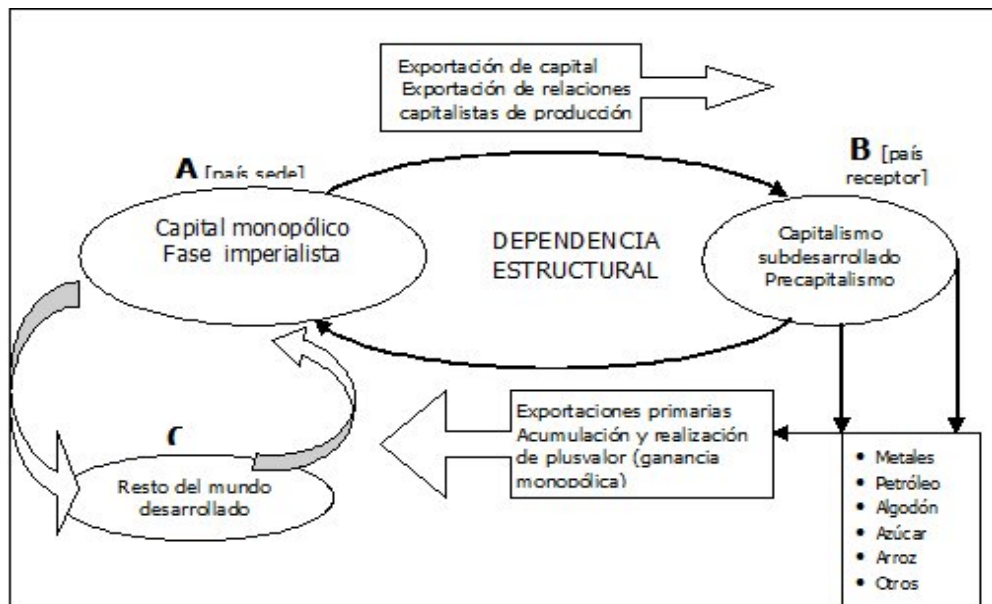 Exportación de capital
Exportación de relaciones
capitalistas de producción
A [país sede]
B [país
receptor]
Capital monopólico
Fase imperialista
DEPENDENCIA
ESTRUCTURAL
Capitalismo
subdesarrollado
Precapitalismo
Exportaciones primarias
Acumulación y realización
de plusvalor (ganancia
monopólica)
C
Resto del mundo
desarrollado
• Metales
• Petróleo
• Algodón
• Azúcar
• Arroz
• Otros